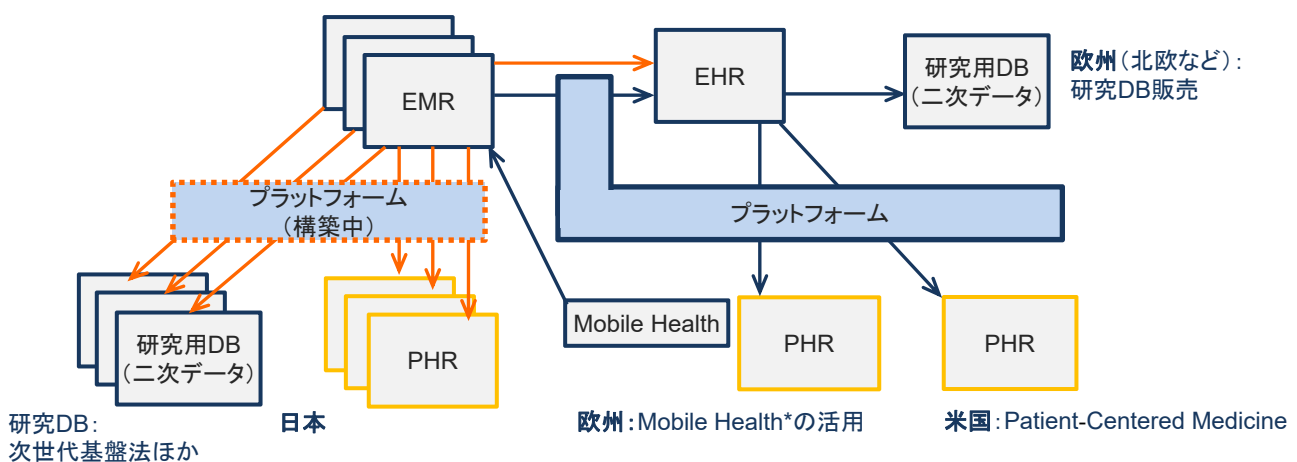 EMR
EHR
研究用DB
（二次データ）
欧州（北欧など）：
研究DB販売
プラットフォーム
（構築中）
プラットフォーム
研究用DB
（二次データ）
PHR
Mobile Health
PHR
PHR
研究DB：
次世代基盤法ほか
日本
欧州：Mobile Health*の活用
米国：Patient-Centered Medicine